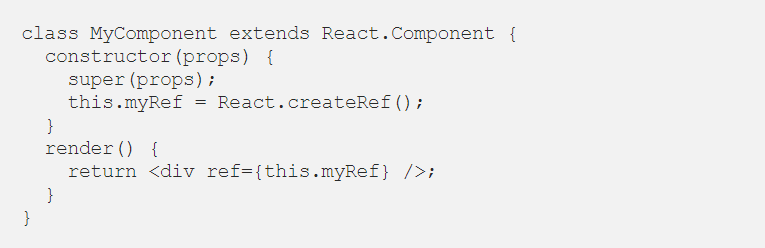 class MyComponent extends React.Component {
  constructor(props) {
    super(props);
    this.myRef = React.createRef();
  }
  render() {
    return <div ref={this.myRef} />;
  }
}